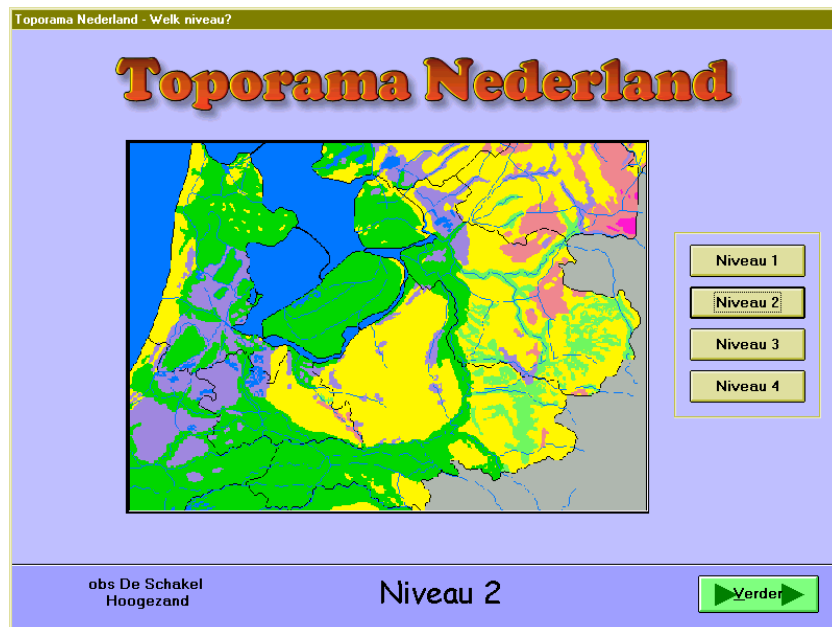 Toporama Nederland - Welk niveau?
Toporama Nederland
Niveau 1
Niveau 2
Niveau 3
Niveau 4
obs De Schakel
Hoogezand
Niveau 2
Verder